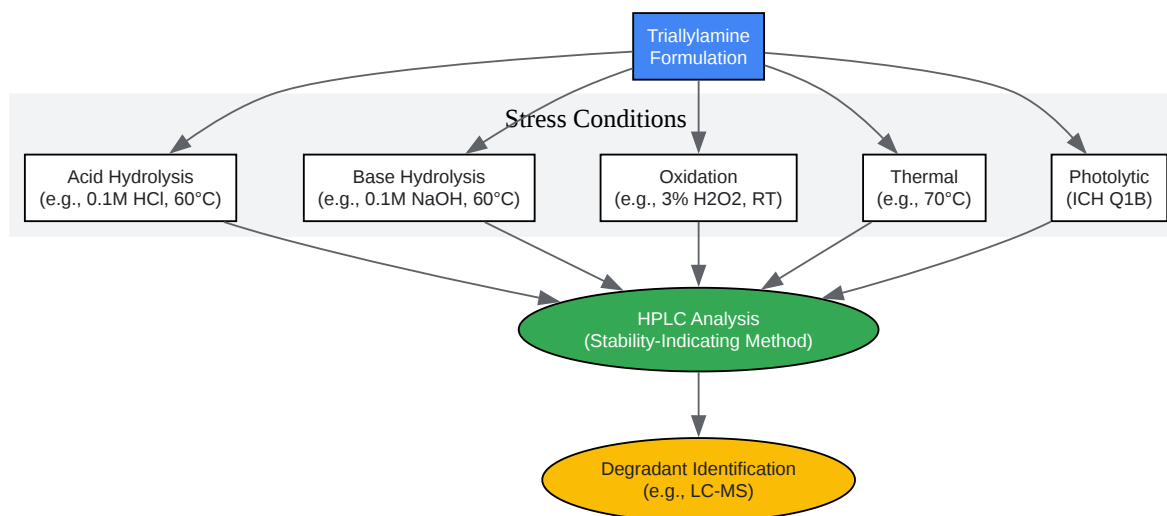 Triallylamine
Formulation
Stress Conditions
Acid Hydrolysis
(e.g., 0.1M HCl, 60°C)
Base Hydrolysis
(e.g., 0.1M NaOH, 60°C)
Oxidation
(e.g., 3% H2O2, RT)
Thermal
(e.g., 70°C)
Photolytic
(ICH Q1B)
HPLC Analysis
(Stability-Indicating Method)
Degradant Identification
(e.g., LC-MS)